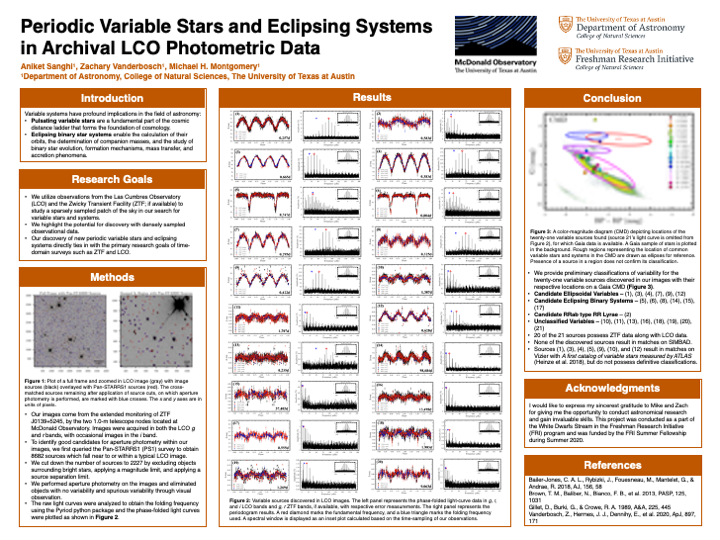 Periodic Variable Stars and Eclipsing Systems
in Archival LCO Photometric Data
Aniket Sanghi¹, Zachary Vanderbosch¹, Michael H. Montgomery¹
¹Department of Astronomy, College of Natural Sciences, The University of Texas at Austin
McDonald Observatory
The University of Texas at Austin
The University of Texas at Austin
Department of Astronomy
College of Natural Sciences
The University of Texas at Austin
Freshman Research Initiative
College of Natural Sciences
Introduction
Variable systems have profound implications in the field of astronomy:
• Pulsating variable stars are a fundamental part of the cosmic
distance ladder that forms the foundation of cosmology.
• Eclipsing binary star systems enable the calculation of their
orbits, the determination of companion masses, and the study of
binary star evolution, formation mechanisms, mass transfer, and
accretion phenomena.
Research Goals
• We utilize observations from the Las Cumbres Observatory
(LCO) and the Zwicky Transient Facility (ZTF; if available) to
study a sparsely sampled patch of the sky in our search for
variable stars and systems.
• We highlight the potential for discovery with densely sampled
observational data.
• Our discovery of new periodic variable stars and eclipsing
systems directly ties in with the primary research goals of time-
domain surveys such as ZTF and LCO.
Methods
Figure 1: Plot of a full frame and zoomed in LCO image (gray) with image
sources (black) overlayed with Pan-STARRS1 sources (red). The cross-
matched sources remaining after application of source cuts, on which aperture
photometry is performed, are marked with blue crosses. The x and y axes are in
units of pixels.
• Our images come from the extended monitoring of ZTF
J0139+5245, by the two 1.0-m telescope nodes located at
McDonald Observatory. Images were acquired in both the LCO g
and r bands, with occasional images in the i band.
• To identify good candidates for aperture photometry within our
images, we first queried the Pan-STARRS1 (PS1) survey to obtain
8682 sources which fall near to or within a typical LCO image.
• We cut down the number of sources to 2227 by excluding objects
surrounding bright stars, applying a magnitude limit, and applying a
source separation limit.
• We performed aperture photometry on the images and eliminated
objects with no variability and spurious variability through visual
observation.
• The raw light curves were analyzed to obtain the folding frequency
using the Pyriod python package and the phase-folded light curves
were plotted as shown in Figure 2.
Results
Figure 2: Variable sources discovered in LCO images. The left panel represents the phase-folded light-curve data in g, r,
and i LCO bands and g, r ZTF bands, if available, with respective error measurements. The right panel represents the
periodogram results. A red diamond marks the fundamental frequency, and a blue triangle marks the folding frequency
used. A spectral window is displayed as an inset plot calculated based on the time-sampling of our observations.
Conclusion
CMD
Figure 3: A color-magnitude diagram (CMD) depicting locations of the
twenty-one variable sources found (source 21's light curve is omitted from
Figure 2), for which Gaia data is available. A Gaia sample of stars is plotted
in the background. Rough regions representing the location of common
variable stars and systems in the CMD are drawn as ellipses for reference.
Presence of a source in a region does not confirm its classification.
• We provide preliminary classifications of variability for the
twenty-one variable sources discovered in our images with their
respective locations on a Gaia CMD (Figure 3).
• Candidate Ellipsoidal Variables – (1), (3), (4), (7), (9), (12)
• Candidate Eclipsing Binary Systems – (5), (6), (8), (14), (15),
(17)
• Candidate RRab type RR Lyrae – (2)
• Unclassified Variables – (10), (11), (13), (16), (18), (19), (20),
(21)
• 20 of the 21 sources possess ZTF data along with LCO data.
• None of the discovered sources result in matches on SIMBAD.
• Sources (1), (3), (4), (5), (9), (10), and (12) result in matches on
Vizier with A first catalog of variable stars measured by ATLAS
(Heinze et al. 2018), but do not possess definitive classifications.
Acknowledgments
I would like to express my sincerest gratitude to Mach and Zach
for giving me the opportunity to conduct astronomical research
and gain invaluable skills. This project was conducted as a part of
the White Dwarfs Stream in the Freshman Research Initiative
(FRI) program and was funded by the FRI Summer Fellowship
during Summer 2020.
References
Bailer-Jones, C. A. L., Rybizki, J., Fouesneau, M., Mantelet, G., &
Andrae, R. 2018, AJ, 156, 58
Brown, T. M., Baliber, N., Bianco, F. B., et al. 2013, PASP, 125,
1031
Gillet, D., Burki, G., & Crowe, R. A. 1989, A&A, 225, 445
Vanderbosch, Z., Hermes, J. J., Dennihy, E., et al. 2020, ApJ, 897,
171